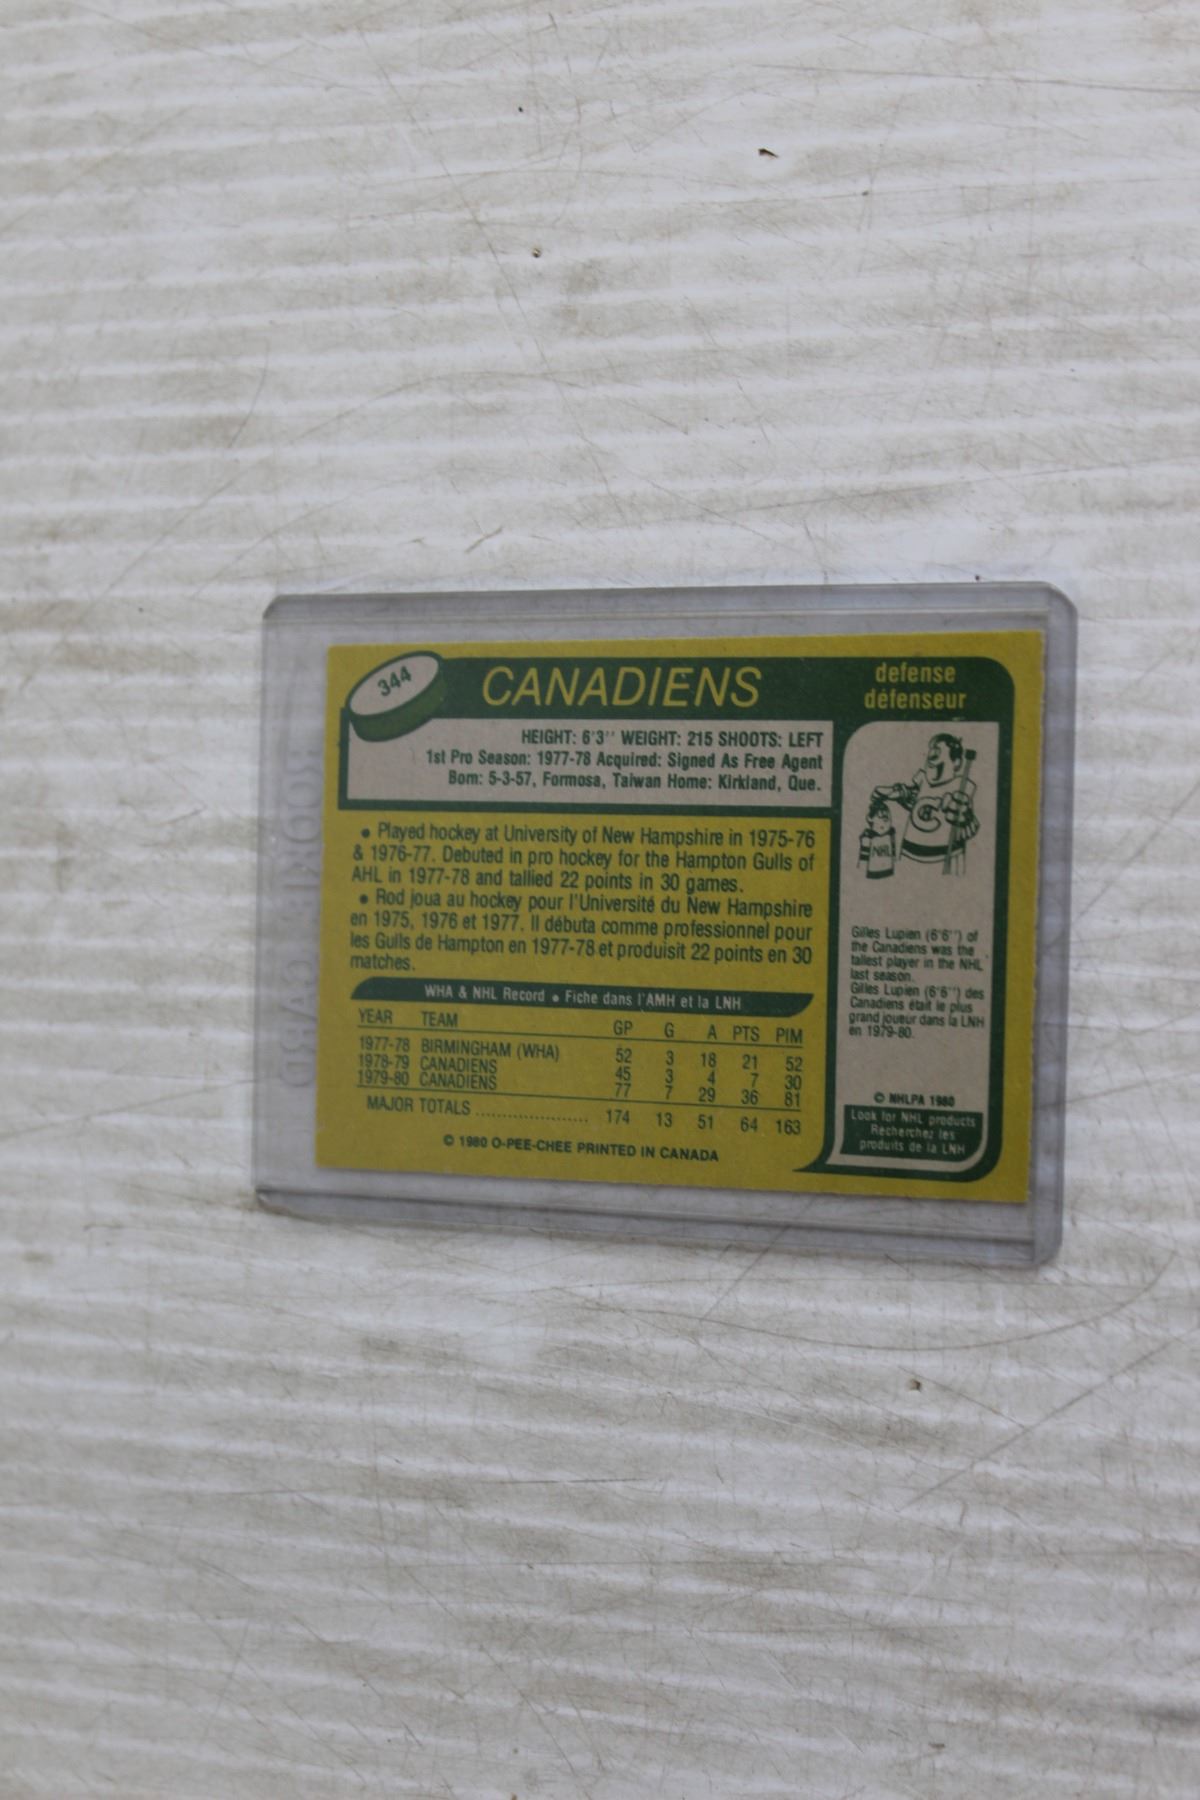 344
CANADIENS
defense
défenseur
HEIGHT: 6'3'' WEIGHT: 215 SHOOTS: LEFT
1st Pro Season: 1977-78 Acquired: Signed As Free Agent
Born: 5-3-57, Formosa, Taiwan Home: Kirkland, Que.
• Played hockey at University of New Hampshire in 1975-76
& 1976-77. Debuted in pro hockey for the Hampton Gulls of
AHL in 1977-78 and tallied 22 points in 30 games.
• Rod joua au hockey pour l'Université du New Hampshire
en 1975, 1976 et 1977. Il débuta comme professionnel pour
les Gulls de Hampton en 1977-78 et produisit 22 points en 30
matches.
WHA & NHL Record • Fiche dans l'AMH et la LNH
YEAR TEAM GP G A PTS PIM
1977-78 BIRMINGHAM (WHA) 52 3 18 21 52
1978-79 CANADIENS 45 3 4 7 30
1979-80 CANADIENS 77 7 29 36 81
MAJOR TOTALS ..................... 174 13 51 64 163
© 1980 O-PEE-CHEE PRINTED IN CANADA
C
H
NHL
Gilles Lupien (6'6'') of
the Canadiens was the
tallest player in the NHL
last season.
Gilles Lupien (6'6'') des
Canadiens était le plus
grand joueur dans la LNH
en 1979-80.
© NHLPA 1980
Look for NHL products
Recherchez les
produits de la LNH
ROOKIE CARD